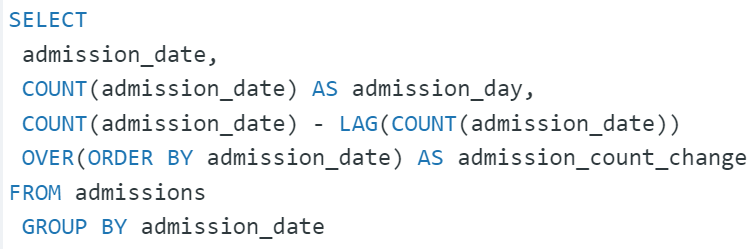 SELECT
admission_date,
COUNT(admission_date) AS admission_day,
COUNT(admission_date) - LAG(COUNT(admission_date))
OVER(ORDER BY admission_date) AS admission_count_change
FROM admissions
GROUP BY admission_date